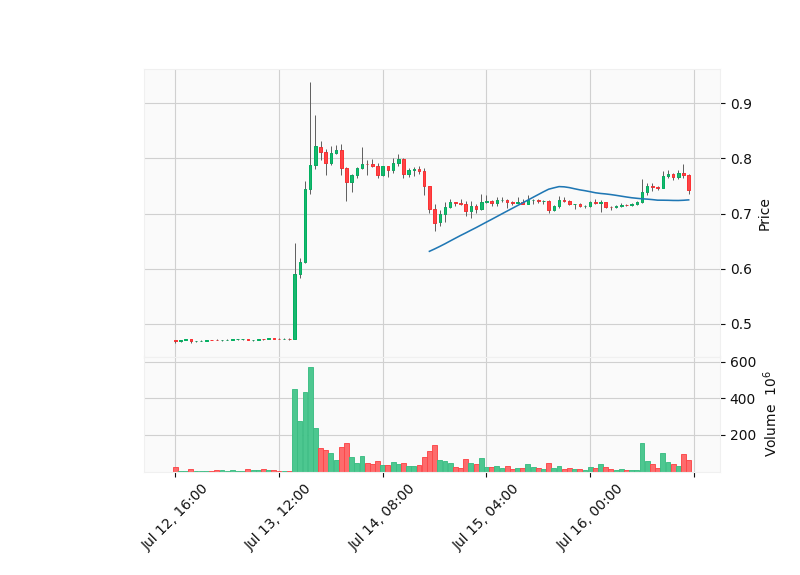 0.9
0.8
0.7
0.6
0.5
Price
600
400
200
Volume 10^6
Jul 12, 16:00
Jul 13, 12:00
Jul 14, 08:00
Jul 15, 04:00
Jul 16, 00:00